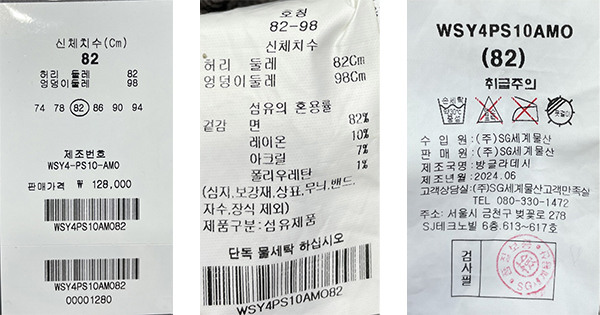 신체치수(Cm)
82
허리 둘레 82
엉덩이둘레 98
74 78 82 86 90 94
제조번호
WSY4-PS10-AMO
판매가격 ₩ 128,000
WSY4PS10AMO82
WSY4PS10AMO82
00001280
호칭
82-98
신체치수
허리 둘레 82Cm
엉덩이둘레 98Cm
섬유의 혼용률
겉감 면 82%
레이온 10%
아크릴 7%
폴리우레탄 1%
(심지,보강재,상표,무늬,밴드,
자수,장식 제외)
제품구분:섬유제품
단독 물세탁 하십시오
WSY4PS10AMO82
WSY4PS10AMO
(82)
취급주의
손세탁
수 입 원:(주)SG세계물산
판 매 원:(주)SG세계물산
제조국명:방글라데시
제조년월:2024.06
고객상담실:(주)SG세계물산고객만족실
TEL 080-330-1472
주소: 서울시 금천구 벚꽃로 278
SJ테크노빌 6층.613~617호
검사필
SG